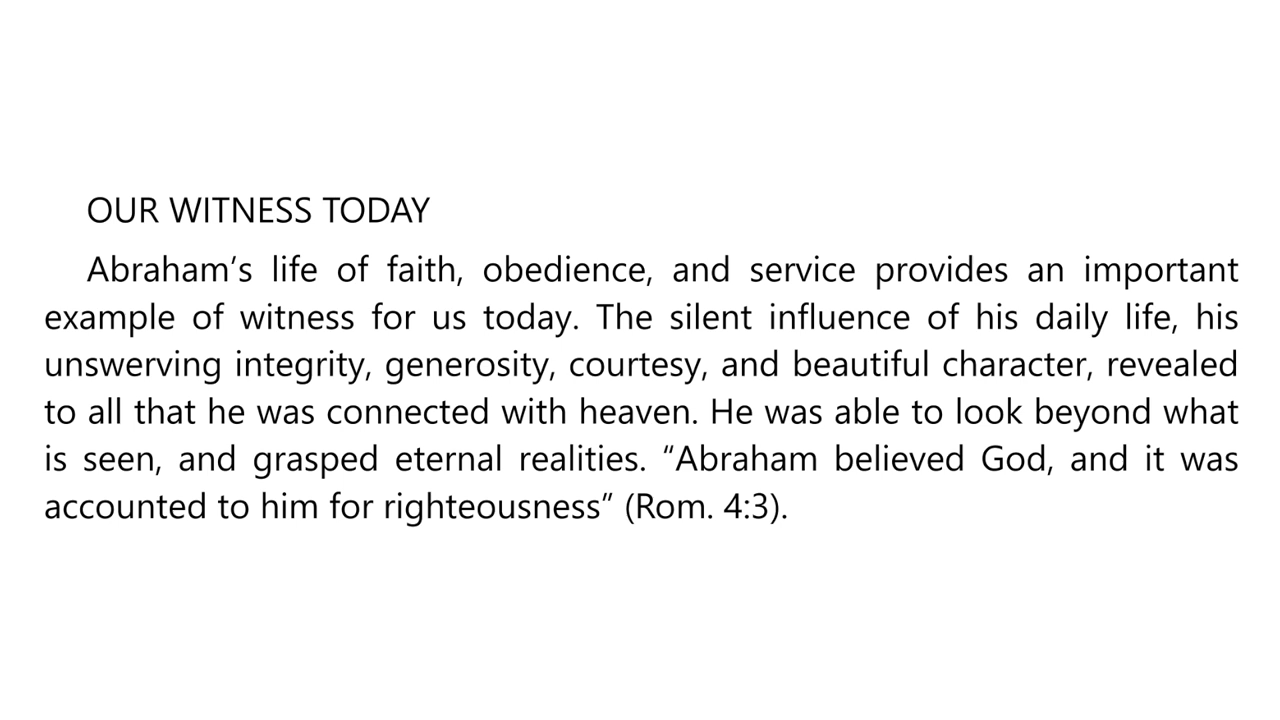 OUR WITNESS TODAY
Abraham’s life of faith, obedience, and service provides an important
example of witness for us today. The silent influence of his daily life, his
unswerving integrity, generosity, courtesy, and beautiful character, revealed
to all that he was connected with heaven. He was able to look beyond what
is seen, and grasped eternal realities. “Abraham believed God, and it was
accounted to him for righteousness” (Rom. 4:3).